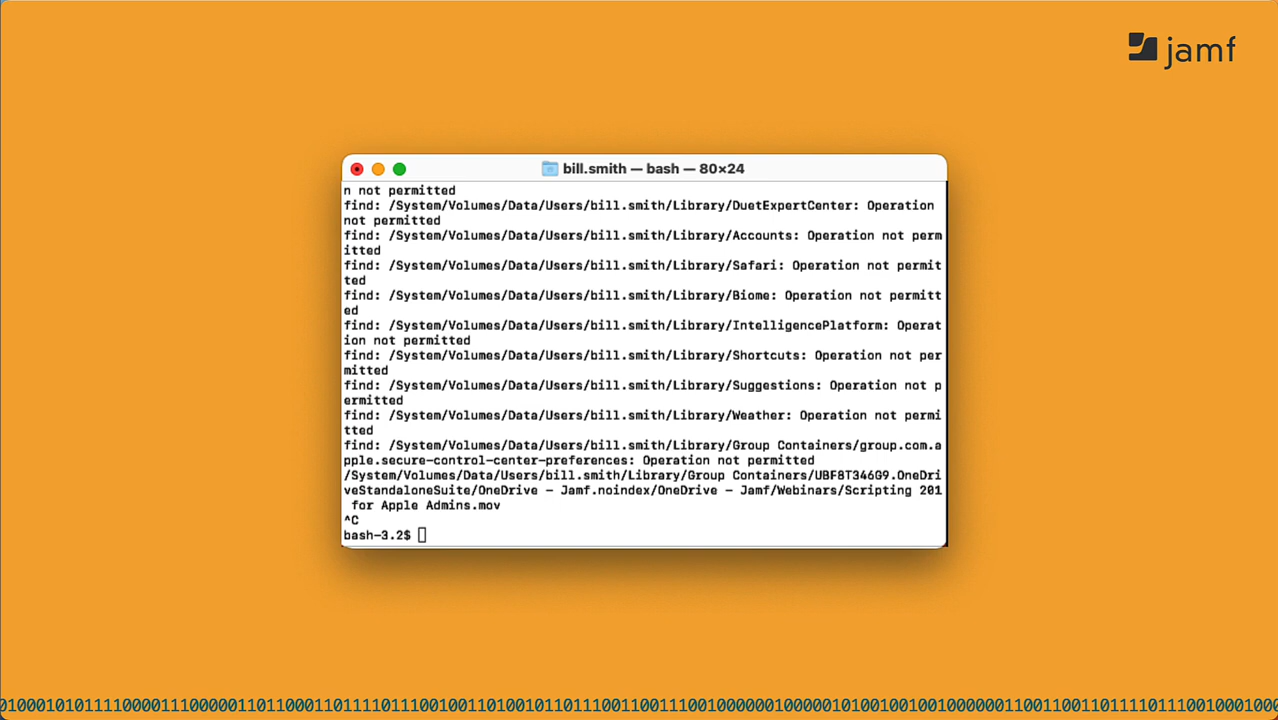 jamf
bill.smith — bash — 80×24
n not permitted
find: /System/Volumes/Data/Users/bill.smith/Library/DuetExpertCenter: Operation
not permitted
find: /System/Volumes/Data/Users/bill.smith/Library/Accounts: Operation not perm
itted
find: /System/Volumes/Data/Users/bill.smith/Library/Safari: Operation not permit
ted
find: /System/Volumes/Data/Users/bill.smith/Library/Biome: Operation not permitt
ed
find: /System/Volumes/Data/Users/bill.smith/Library/IntelligencePlatform: Operat
ion not permitted
find: /System/Volumes/Data/Users/bill.smith/Library/Shortcuts: Operation not per
mitted
find: /System/Volumes/Data/Users/bill.smith/Library/Suggestions: Operation not p
ermitted
find: /System/Volumes/Data/Users/bill.smith/Library/Weather: Operation not permi
tted
find: /System/Volumes/Data/Users/bill.smith/Library/Group Containers/group.com.a
pple.secure-control-center-preferences: Operation not permitted
/System/Volumes/Data/Users/bill.smith/Library/Group Containers/UBF8T346G9.OneDri
veStandaloneSuite/OneDrive - Jamf.noindex/OneDrive - Jamf/Webinars/Scripting 201
for Apple Admins.mov
^C
bash-3.2$